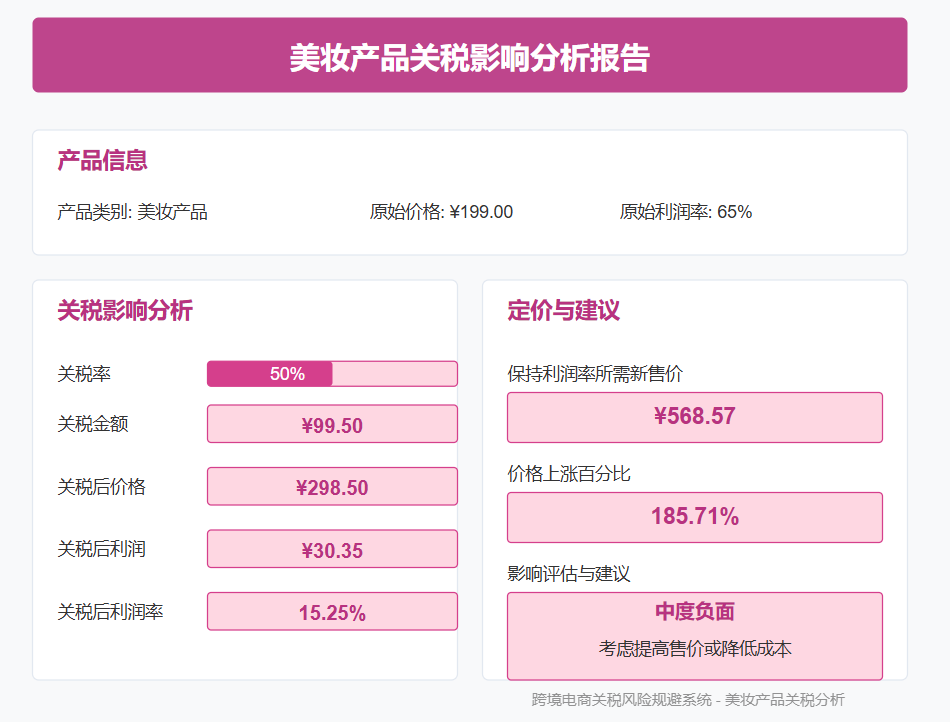 美妆产品关税影响分析报告
产品信息
产品类别: 美妆产品 原始价格: ¥199.00 原始利润率: 65%
关税影响分析
关税率 50%
关税金额 ¥99.50
关税后价格 ¥298.50
关税后利润 ¥30.35
关税后利润率 15.25%
定价与建议
保持利润率所需新售价
¥568.57
价格上涨百分比
185.71%
影响评估与建议
中度负面
考虑提高售价或降低成本
跨境电商关税风险规避系统 - 美妆产品关税分析